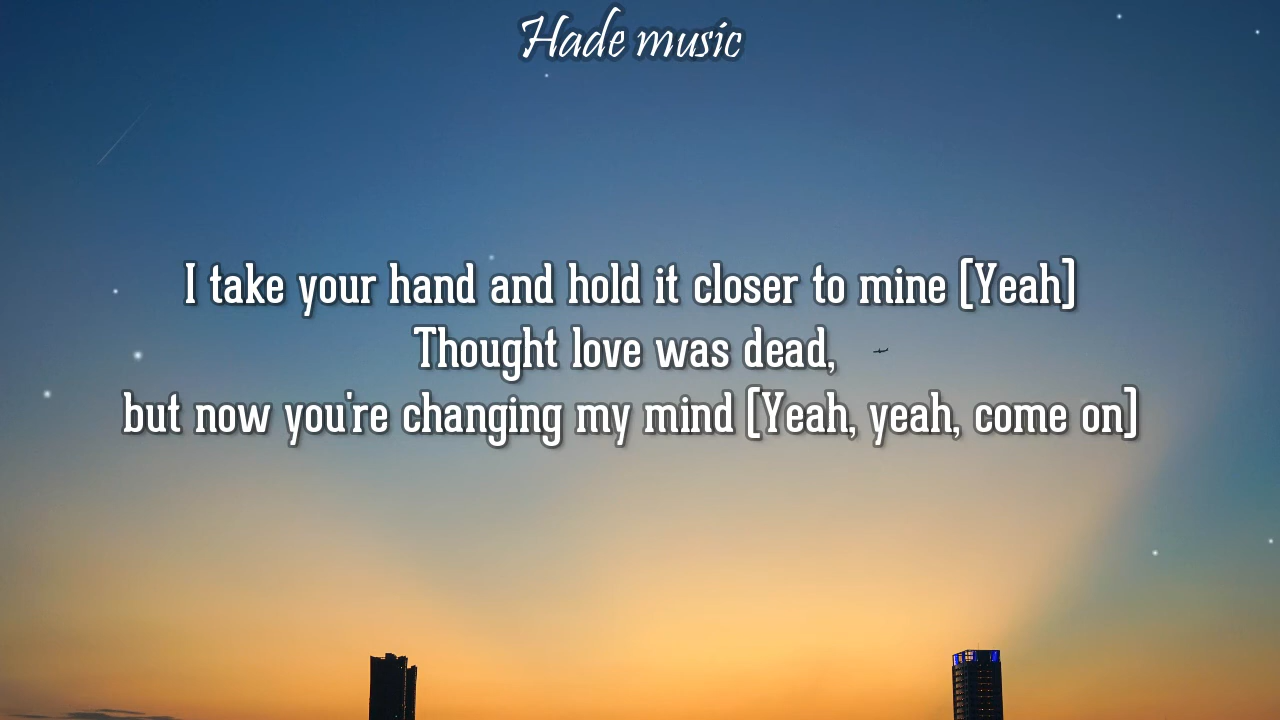 Hade music
I take your hand and hold it closer to mine [Yeah]
Thought love was dead,
but now you're changing my mind [Yeah, yeah, come on]